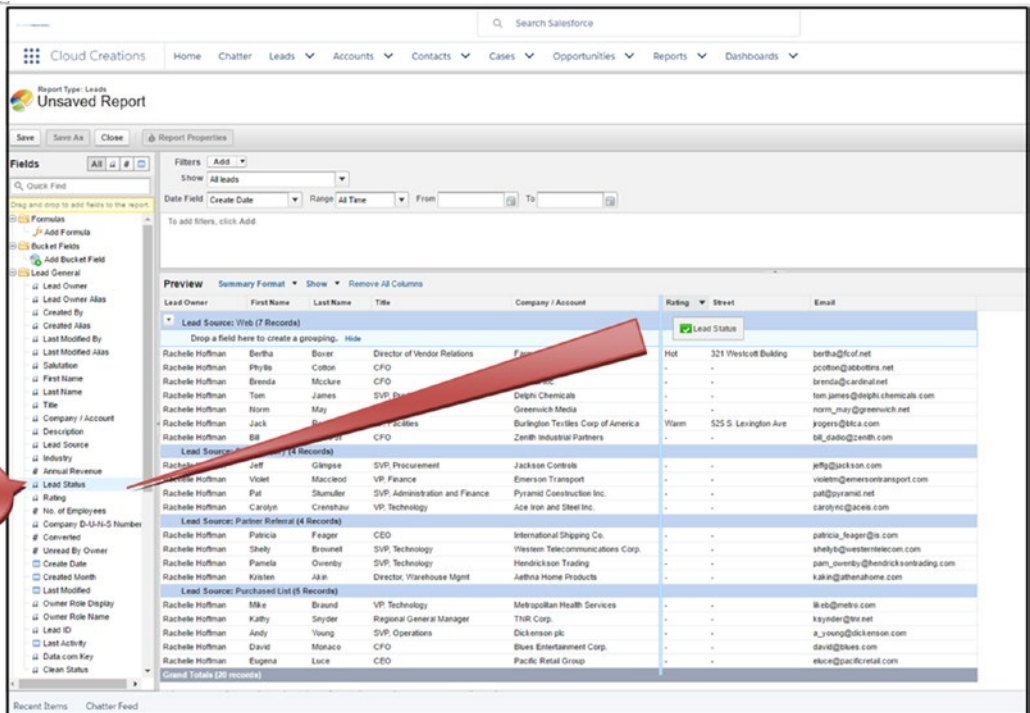 Search Salesforce
Cloud Creations Home Chatter Leads Accounts Contacts Cases Opportunities Reports Dashboards
Report Type: Leads
Unsaved Report
Save Save As Close Report Properties
Fields All # Filters Add
Quick Find Show All leads
Drag and drop to add fields to the report. Date Field Create Date Range All Time From To
Formulas To add filters, click Add.
Add Formula
Bucket Fields
Add Bucket Field
Lead General
Lead Owner
Lead Owner Alias
Created By
Created Alias
Last Modified By
Last Modified Alias
Salutation
First Name
Last Name
Title
Company / Account
Description
Lead Source
Industry
# Annual Revenue
Lead Status
Rating
# No. of Employees
Company D-U-N-S Number
# Converted
# Unread By Owner
Create Date
Created Month
Last Modified
Owner Role Display
Owner Role Name
Lead ID
Last Activity
Data.com Key
Clean Status
Preview Summary Format Show Remove All Columns
Lead Owner First Name Last Name Title Company / Account Rating Street Email
Lead Source: Web (7 Records) Lead Status
Drop a field here to create a grouping. Hide
Rachelle Hoffman Bertha Boxer Director of Vendor Relations Hot 321 Westcott Building bertha@fcof.net
Rachelle Hoffman Phyllis Cotton CFO - - pcotton@abbottins.net
Rachelle Hoffman Brenda Mcclure CFO - - brenda@cardinal.net
Rachelle Hoffman Tom James SVP, Delphi Chemicals - - tom.james@delphi.chemicals.com
Rachelle Hoffman Norm May Greenwich Media - - norm_may@greenwich.net
Rachelle Hoffman Jack Facilities Burlington Textiles Corp of America Warm 525 S. Lexington Ave jrogers@btca.com
Rachelle Hoffman Bill CFO Zenith Industrial Partners - - bill_dadio@zenith.com
Lead Source: (4 Records)
Rachelle Hoffman Jeff Glimpse SVP, Procurement Jackson Controls - - jeffg@jackson.com
Rachelle Hoffman Violet Maccleod VP, Finance Emerson Transport - - violetm@emersontransport.com
Rachelle Hoffman Pat Stumuller SVP, Administration and Finance Pyramid Construction Inc. - - pat@pyramid.net
Rachelle Hoffman Carolyn Crenshaw VP, Technology Ace Iron and Steel Inc. - - carolync@aceis.com
Lead Source: Partner Referral (4 Records)
Rachelle Hoffman Patricia Feager CEO International Shipping Co. - - patricia_feager@is.com
Rachelle Hoffman Shelly Brownell SVP, Technology Western Telecommunications Corp. - - shellyb@westerntelecom.com
Rachelle Hoffman Pamela Owenby SVP, Technology Hendrickson Trading - - pam_owenby@hendricksontrading.com
Rachelle Hoffman Kristen Akin Director, Warehouse Mgmt Aethna Home Products - - kakin@athenahome.com
Lead Source: Purchased List (5 Records)
Rachelle Hoffman Mike Braund VP, Technology Metropolitan Health Services - - likeb@metro.com
Rachelle Hoffman Kathy Snyder Regional General Manager TNR Corp. - - ksynder@tnr.net
Rachelle Hoffman Andy Young SVP, Operations Dickenson plc - - a_young@dickenson.com
Rachelle Hoffman David Monaco CFO Blues Entertainment Corp. - - david@blues.com
Rachelle Hoffman Eugena Luce CEO Pacific Retail Group - - eluce@pacificretail.com
Grand Totals (20 records)
Recent Items Chatter Feed